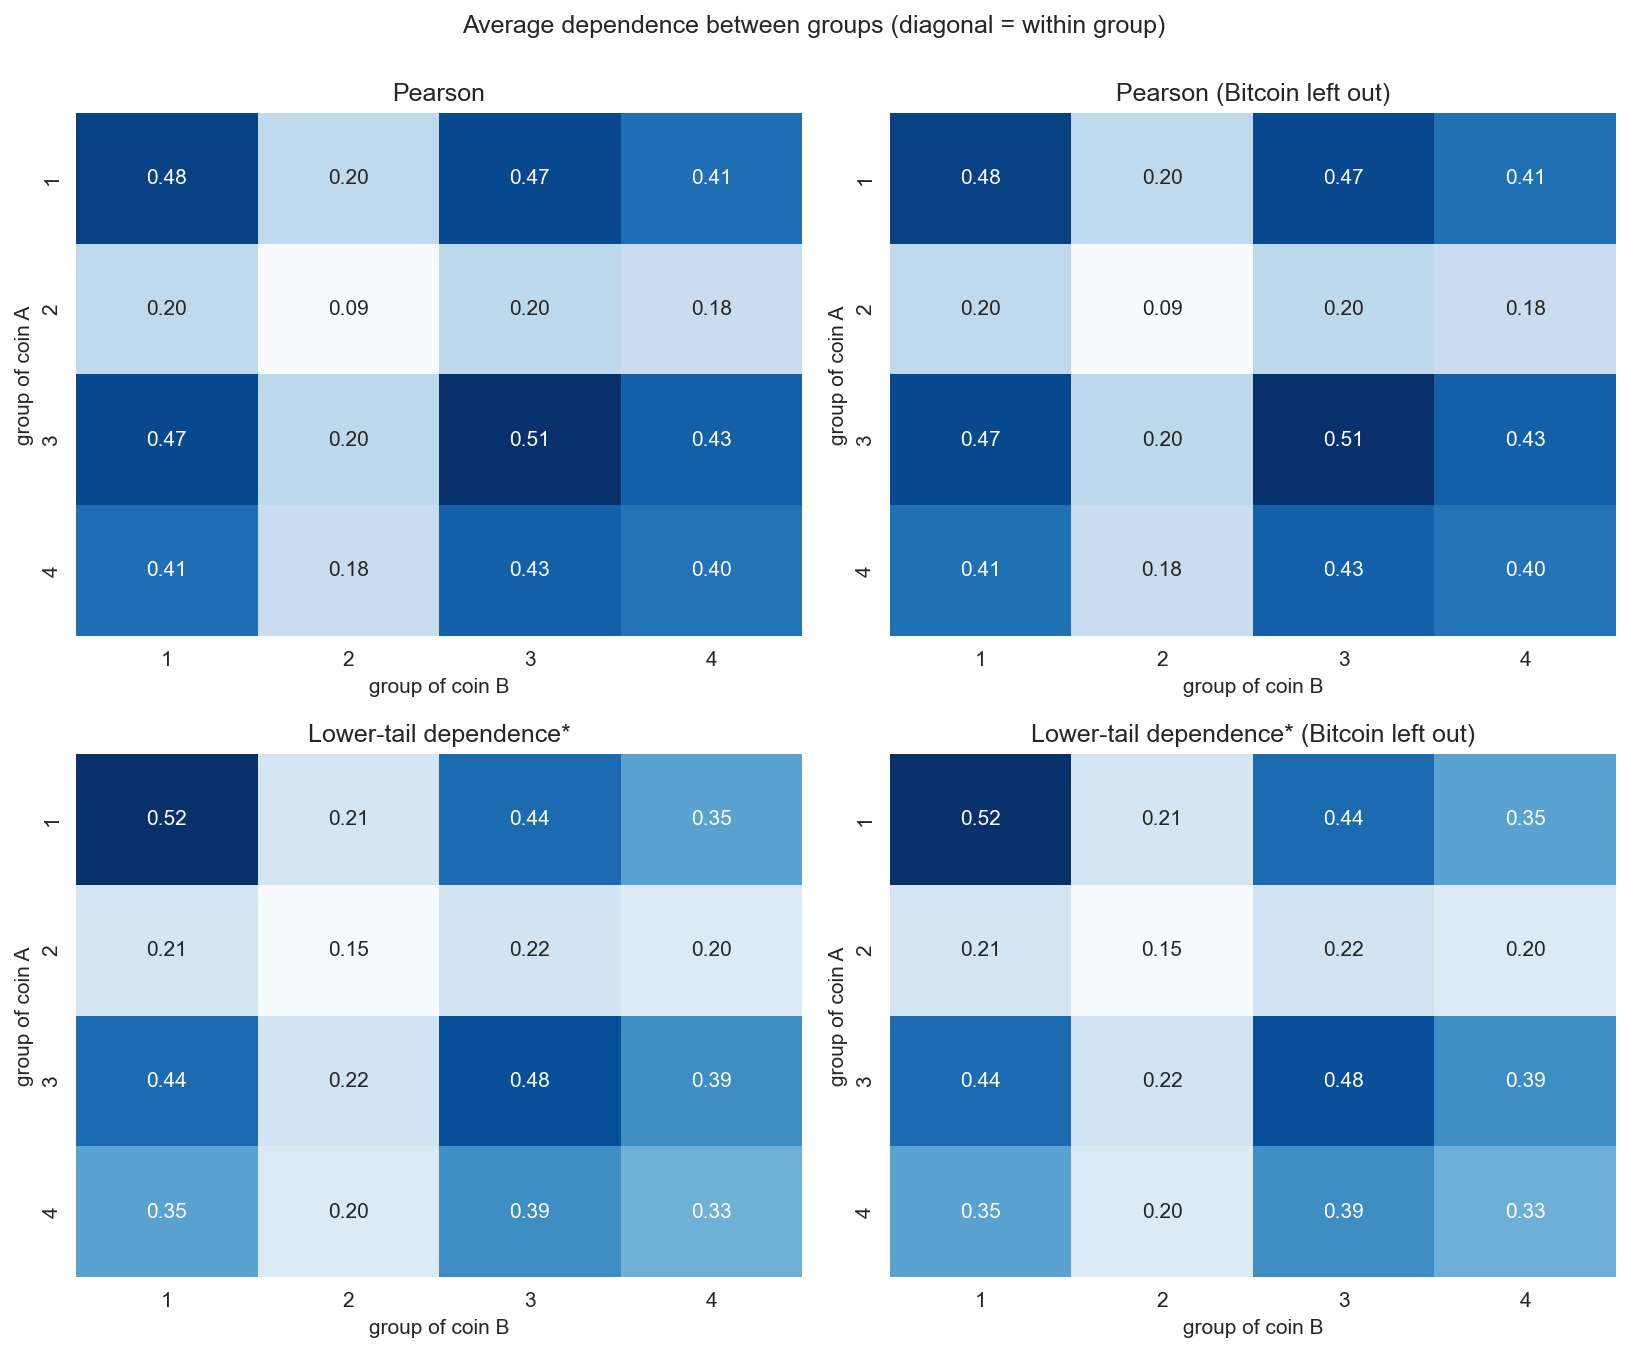 Average dependence between groups (diagonal = within group)
Pearson
1 0.48 0.20 0.47 0.41
2 0.20 0.09 0.20 0.18
3 0.47 0.20 0.51 0.43
4 0.41 0.18 0.43 0.40
1 2 3 4
group of coin A
group of coin B
Pearson (Bitcoin left out)
1 0.48 0.20 0.47 0.41
2 0.20 0.09 0.20 0.18
3 0.47 0.20 0.51 0.43
4 0.41 0.18 0.43 0.40
1 2 3 4
group of coin A
group of coin B
Lower-tail dependence*
1 0.52 0.21 0.44 0.35
2 0.21 0.15 0.22 0.20
3 0.44 0.22 0.48 0.39
4 0.35 0.20 0.39 0.33
1 2 3 4
group of coin A
group of coin B
Lower-tail dependence* (Bitcoin left out)
1 0.52 0.21 0.44 0.35
2 0.21 0.15 0.22 0.20
3 0.44 0.22 0.48 0.39
4 0.35 0.20 0.39 0.33
1 2 3 4
group of coin A
group of coin B